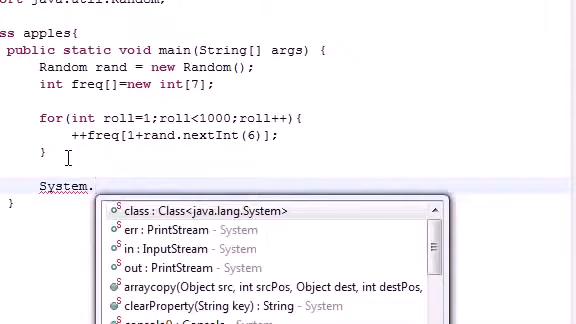 ort java.util.Random;
ss apples{
public static void main(String[] args) {
Random rand = new Random();
int freq[]=new int[7];
for(int roll=1;roll<1000;roll++){
++freq[1+rand.nextInt(6)];
}
System.
}
class : Class<java.lang.System>
err : PrintStream - System
in : InputStream - System
out : PrintStream - System
arraycopy(Object src, int srcPos, Object dest, int destPos,
clearProperty(String key) : String - System
console() : Console - System